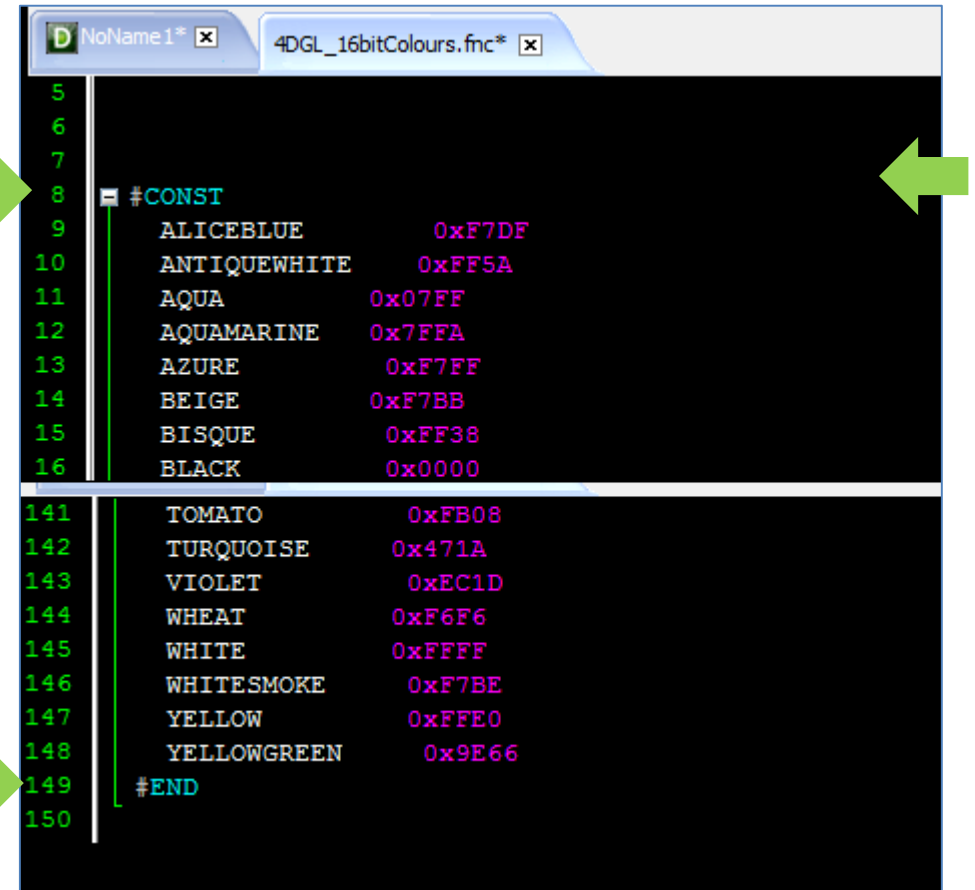 NoName1* 4DGL_16bitColours.fnc*
5
6
7
8 #CONST
9 ALICEBLUE 0xF7DF
10 ANTIQUEWHITE 0xFF5A
11 AQUA 0x07FF
12 AQUAMARINE 0x7FFA
13 AZURE 0xF7FF
14 BEIGE 0xF7BB
15 BISQUE 0xFF38
16 BLACK 0x0000
141 TOMATO 0xFB08
142 TURQUOISE 0x471A
143 VIOLET 0xEC1D
144 WHEAT 0xF6F6
145 WHITE 0xFFFF
146 WHITESMOKE 0xF7BE
147 YELLOW 0xFFE0
148 YELLOWGREEN 0x9E66
149 #END
150